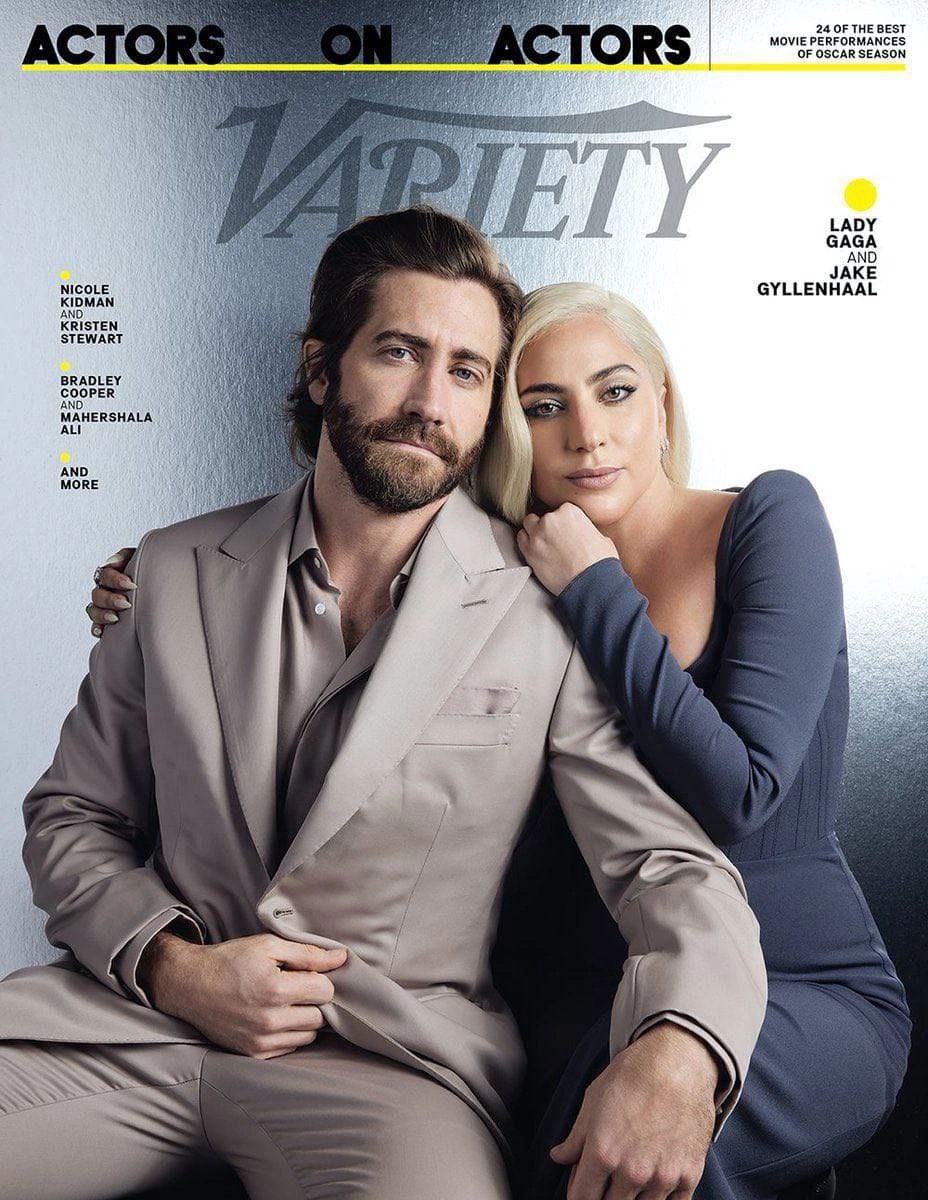 ACTORS ON ACTORS
24 OF THE BEST
MOVIE PERFORMANCES
OF OSCAR SEASON
VARIETY
LADY
GAGA
AND
JAKE
GYLLENHAAL
NICOLE
KIDMAN
AND
KRISTEN
STEWART
BRADLEY
COOPER
AND
MAHERSHALA
ALI
AND
MORE